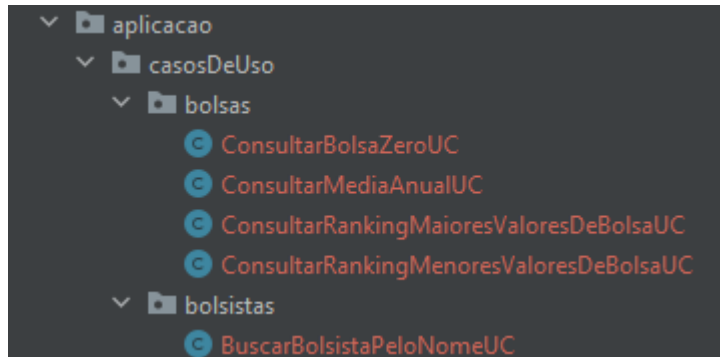 aplicacao
casosDeUso
bolsas
ConsultarBolsaZeroUC
ConsultarMediaAnualUC
ConsultarRankingMaioresValoresDeBolsaUC
ConsultarRankingMenoresValoresDeBolsaUC
bolsistas
BuscarBolsistaPeloNomeUC